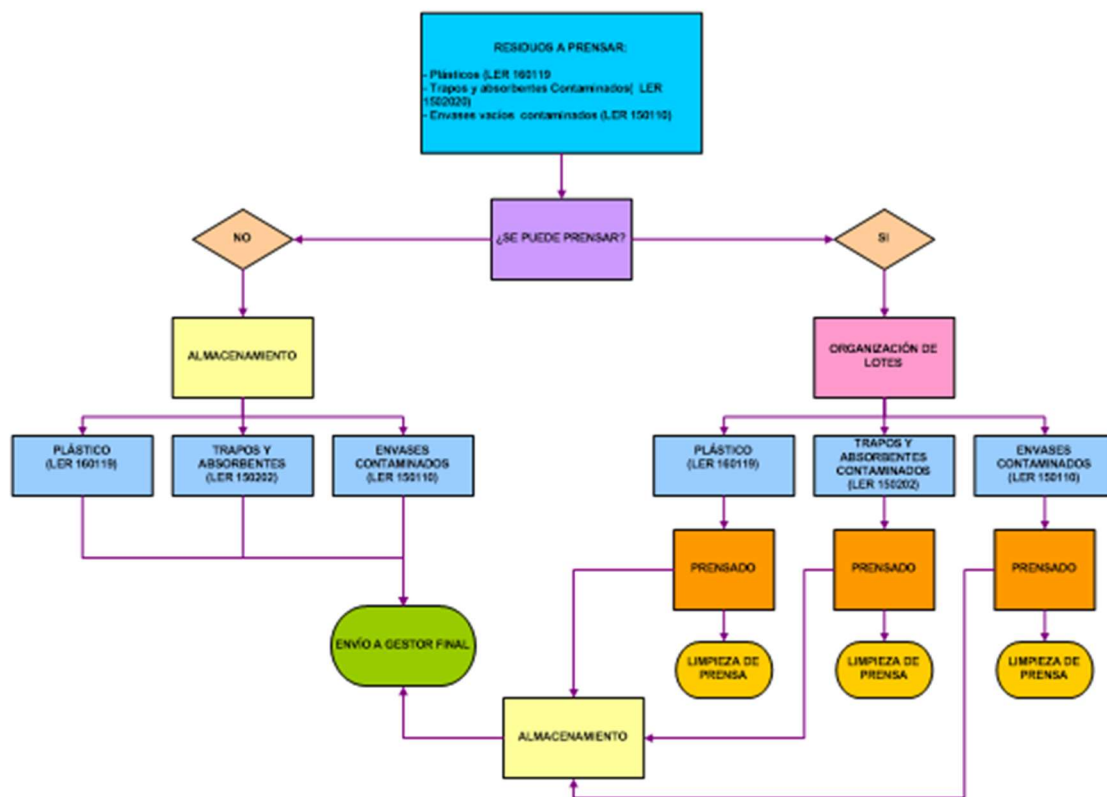 RESIDUOS A PRENSAR:
- Plásticos (LER 160119
- Trapos y absorbentes Contaminados( LER
1502020)
- Envases vacíos contaminados (LER 150110)
¿SE PUEDE PRENSAR?
NO
SI
ALMACENAMIENTO
ORGANIZACIÓN DE
LOTES
PLÁSTICO
(LER 160119)
TRAPOS Y
ABSORBENTES
(LER 150202)
ENVASES
CONTAMINADOS
(LER 150110)
PLÁSTICO
(LER 160119)
TRAPOS Y
ABSORBENTES
CONTAMINADOS
(LER 150202)
ENVASES
CONTAMINADOS
(LER 150110)
PRENSADO
PRENSADO
PRENSADO
ENVÍO A GESTOR FINAL
LIMPIEZA DE
PRENSA
LIMPIEZA DE
PRENSA
LIMPIEZA DE
PRENSA
ALMACENAMIENTO